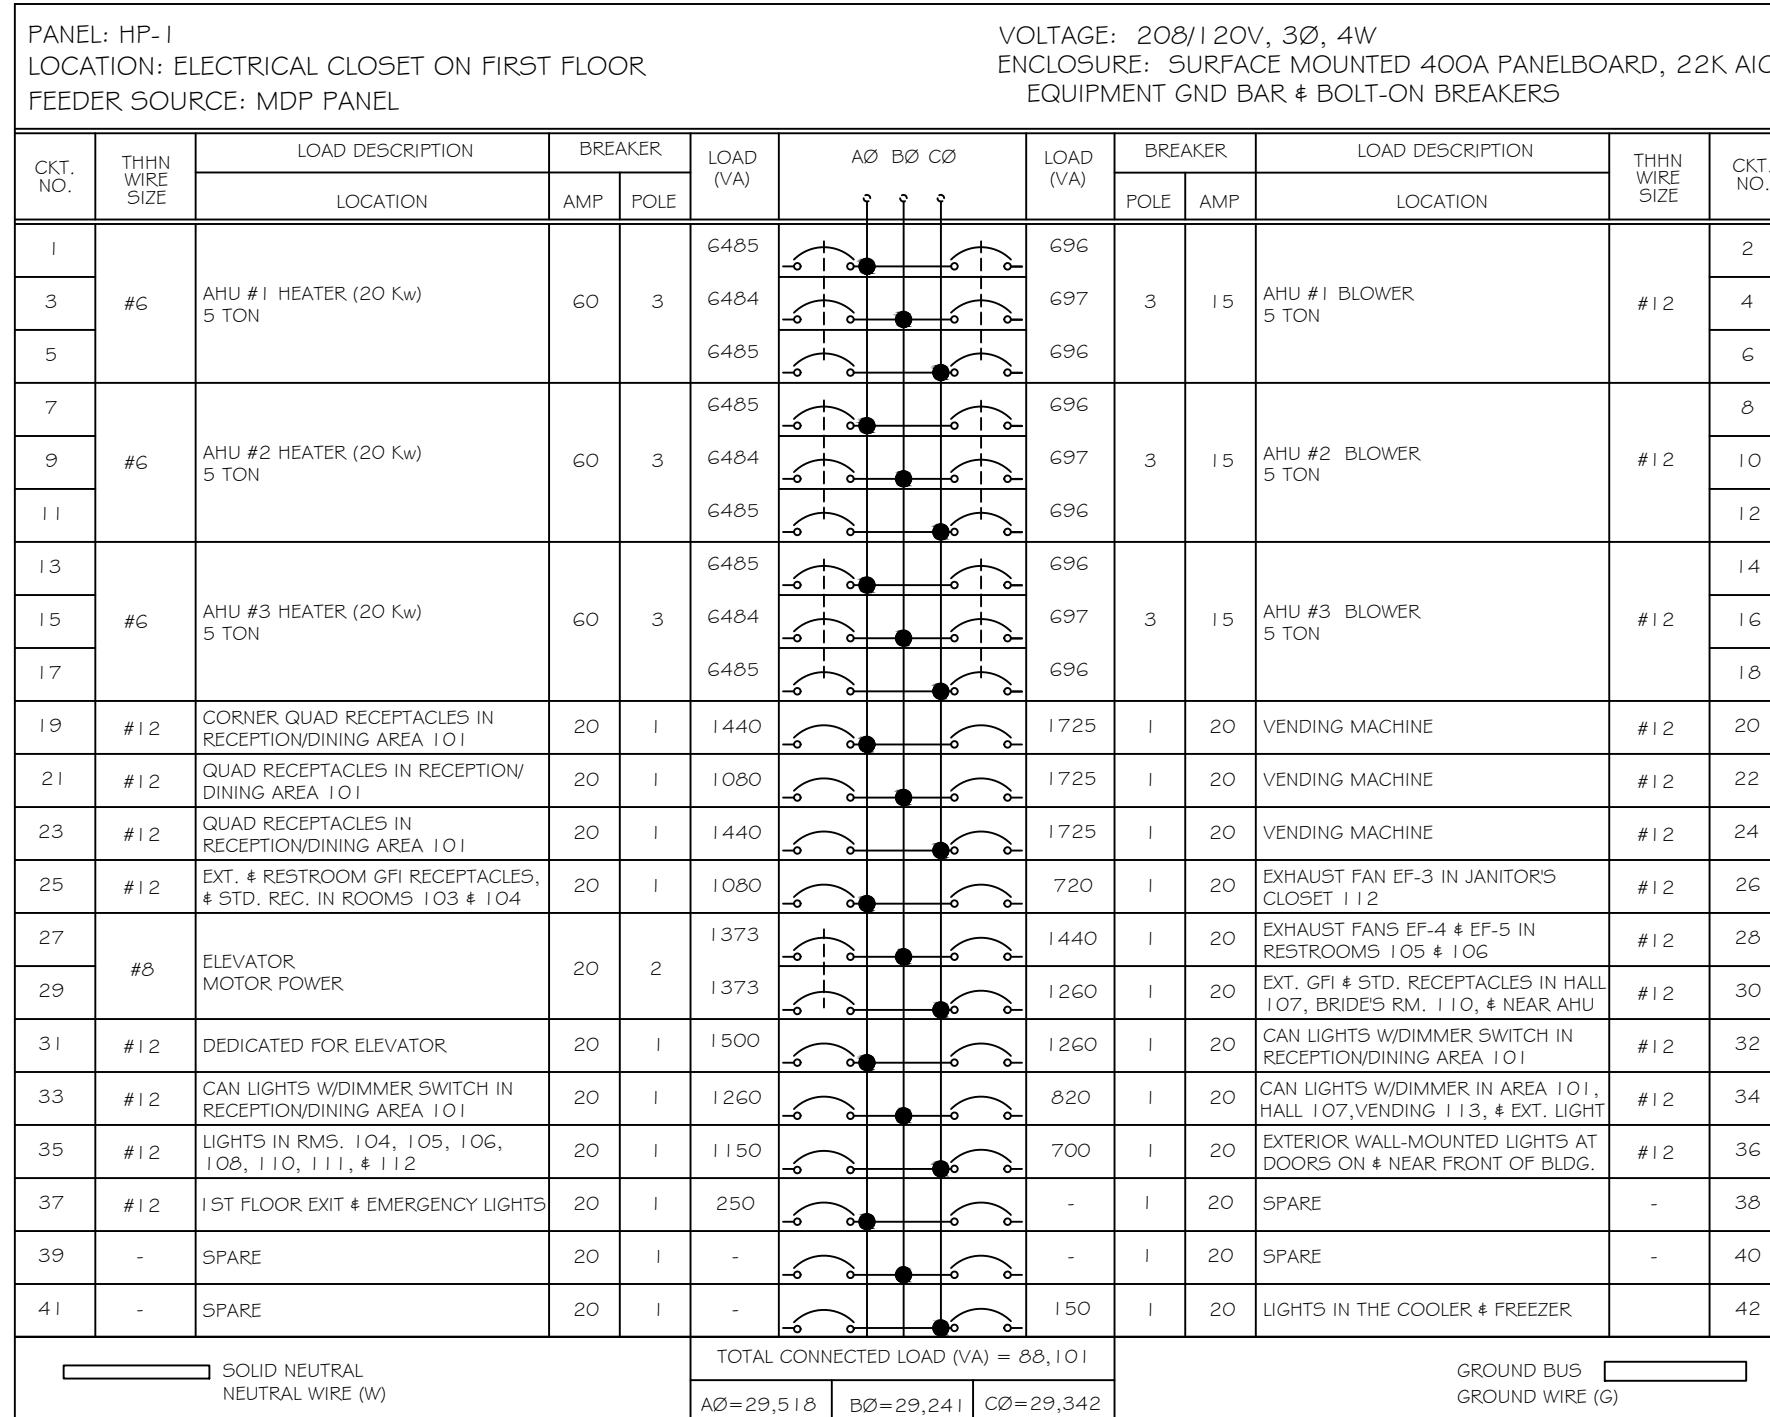 PANEL: HP-1
LOCATION: ELECTRICAL CLOSET ON FIRST FLOOR
FEEDER SOURCE: MDP PANEL
VOLTAGE: 208/120V, 3Ø, 4W
ENCLOSURE: SURFACE MOUNTED 400A PANELBOARD, 22K AIC
EQUIPMENT GND BAR & BOLT-ON BREAKERS
CKT. NO. THHN WIRE SIZE LOAD DESCRIPTION LOCATION BREAKER AMP POLE LOAD (VA) AØ BØ CØ LOAD (VA) BREAKER POLE AMP LOAD DESCRIPTION LOCATION THHN WIRE SIZE CKT. NO.
1 6485 696 2
3 #6 AHU #1 HEATER (20 Kw) 5 TON 60 3 6484 697 3 15 AHU #1 BLOWER 5 TON #12 4
5 6485 696 6
7 6485 696 8
9 #6 AHU #2 HEATER (20 Kw) 5 TON 60 3 6484 697 3 15 AHU #2 BLOWER 5 TON #12 10
11 6485 696 12
13 6485 696 14
15 #6 AHU #3 HEATER (20 Kw) 5 TON 60 3 6484 697 3 15 AHU #3 BLOWER 5 TON #12 16
17 6485 696 18
19 #12 CORNER QUAD RECEPTACLES IN RECEPTION/DINING AREA 101 20 1 1440 1725 1 20 VENDING MACHINE #12 20
21 #12 QUAD RECEPTACLES IN RECEPTION/ DINING AREA 101 20 1 1080 1725 1 20 VENDING MACHINE #12 22
23 #12 QUAD RECEPTACLES IN RECEPTION/DINING AREA 101 20 1 1440 1725 1 20 VENDING MACHINE #12 24
25 #12 EXT. & RESTROOM GFI RECEPTACLES, & STD. REC. IN ROOMS 103 & 104 20 1 1080 720 1 20 EXHAUST FAN EF-3 IN JANITOR'S CLOSET 112 #12 26
27 #8 ELEVATOR MOTOR POWER 20 2 1373 1440 1 20 EXHAUST FANS EF-4 & EF-5 IN RESTROOMS 105 & 106 #12 28
29 1373 1260 1 20 EXT. GFI & STD. RECEPTACLES IN HALL 107, BRIDE'S RM. 110, & NEAR AHU #12 30
31 #12 DEDICATED FOR ELEVATOR 20 1 1500 1260 1 20 CAN LIGHTS W/DIMMER SWITCH IN RECEPTION/DINING AREA 101 #12 32
33 #12 CAN LIGHTS W/DIMMER SWITCH IN RECEPTION/DINING AREA 101 20 1 1260 820 1 20 CAN LIGHTS W/DIMMER IN AREA 101, HALL 107,VENDING 113, & EXT. LIGHT #12 34
35 #12 LIGHTS IN RMS. 104, 105, 106, 108, 110, 111, & 112 20 1 1150 700 1 20 EXTERIOR WALL-MOUNTED LIGHTS AT DOORS ON & NEAR FRONT OF BLDG. #12 36
37 #12 1ST FLOOR EXIT & EMERGENCY LIGHTS 20 1 250 - 1 20 SPARE - 38
39 - SPARE 20 1 - - 1 20 SPARE - 40
41 - SPARE 20 1 - 150 1 20 LIGHTS IN THE COOLER & FREEZER 42
SOLID NEUTRAL
NEUTRAL WIRE (W)
TOTAL CONNECTED LOAD (VA) = 88,101
AØ=29,518 BØ=29,241 CØ=29,342
GROUND BUS
GROUND WIRE (G)